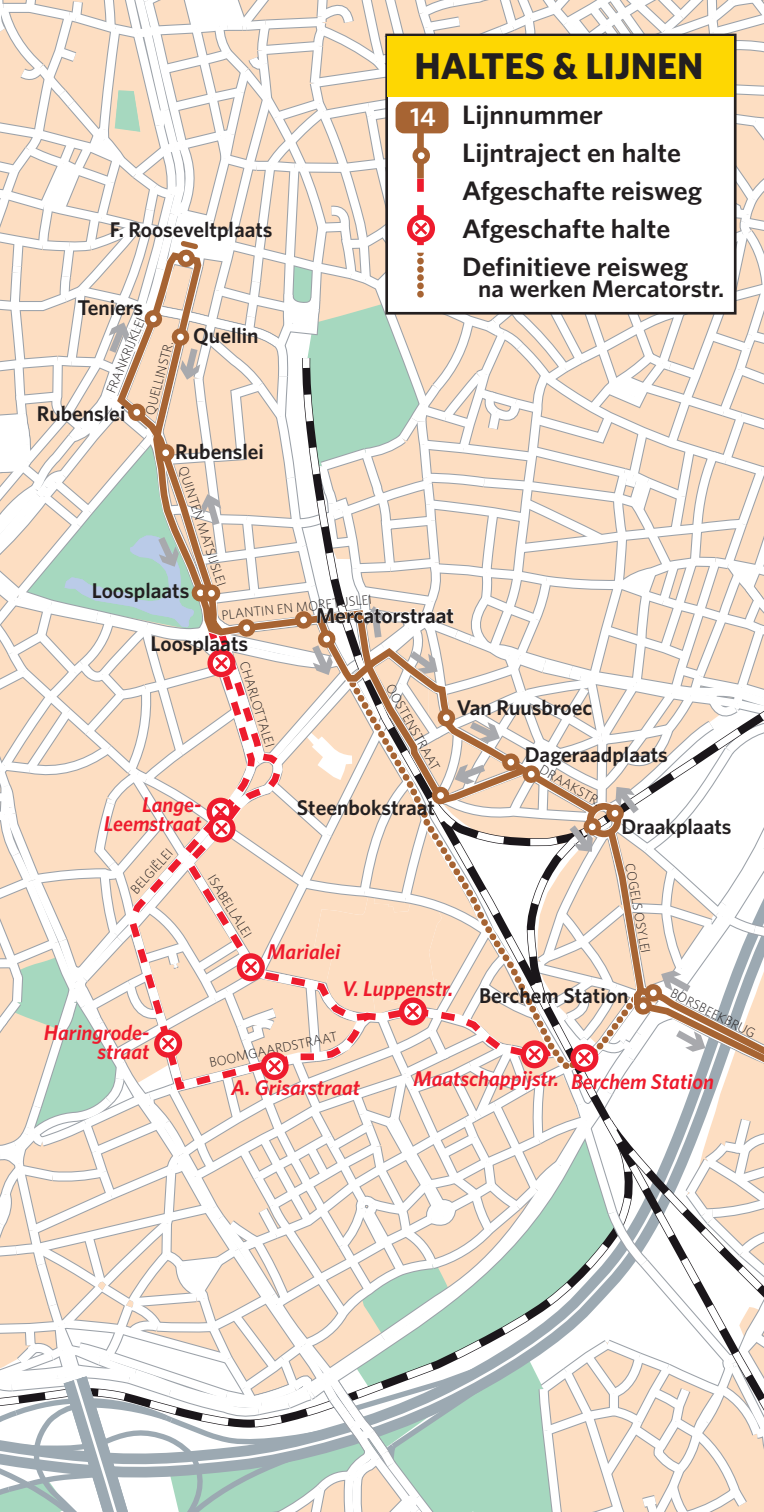 HALTES & LIJNEN
14 Lijnnummer
Lijntraject en halte
Afgeschafte reisweg
Afgeschafte halte
Definitieve reisweg
na werken Mercatorstr.
F. Rooseveltplaats
Teniers
Quellin
FRANKRIJKLEI
QUELLINSTR.
Rubenslei
Rubenslei
QUINTEN MATSIJSLEI
Loosplaats
PLANTIN EN MORETUSLEI
Mercatorstraat
Loosplaats
CHARLOTTALEI
OOSTENSTRAAT
Van Ruusbroec
Dageraadplaats
DRAAKSTR.
Lange-
Leemstraat
Steenbokstraat
Draakplaats
BELGIËLEI
ISABELLALEI
COGELS OSYLEI
Marialei
V. Luppenstr.
Berchem Station
BORSBEEKBRUG
Haringrode-
straat
BOOMGAARDSTRAAT
A. Grisarstraat
Maatschappijstr.
Berchem Station